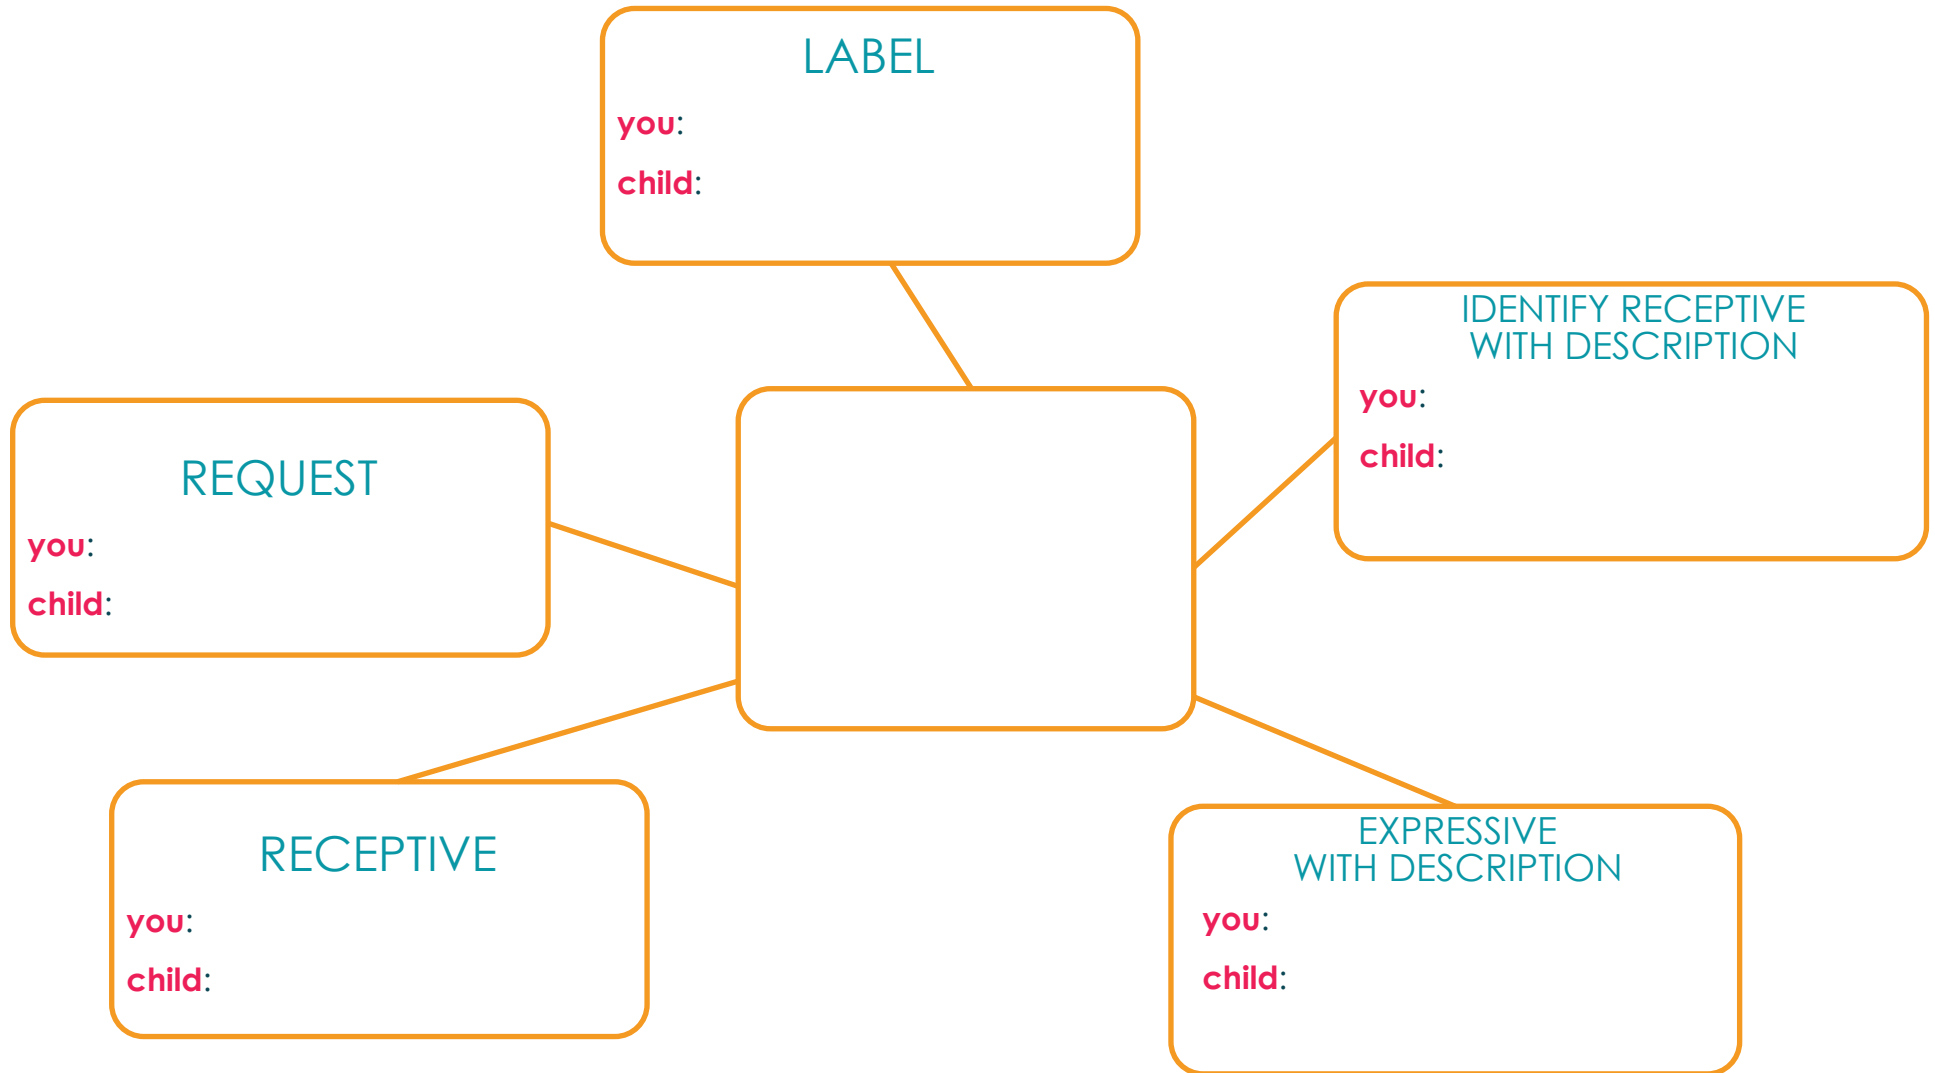 LABEL
you:
child:
IDENTIFY RECEPTIVE
WITH DESCRIPTION
you:
child:
REQUEST
you:
child:
RECEPTIVE
you:
child:
EXPRESSIVE
WITH DESCRIPTION
you:
child: